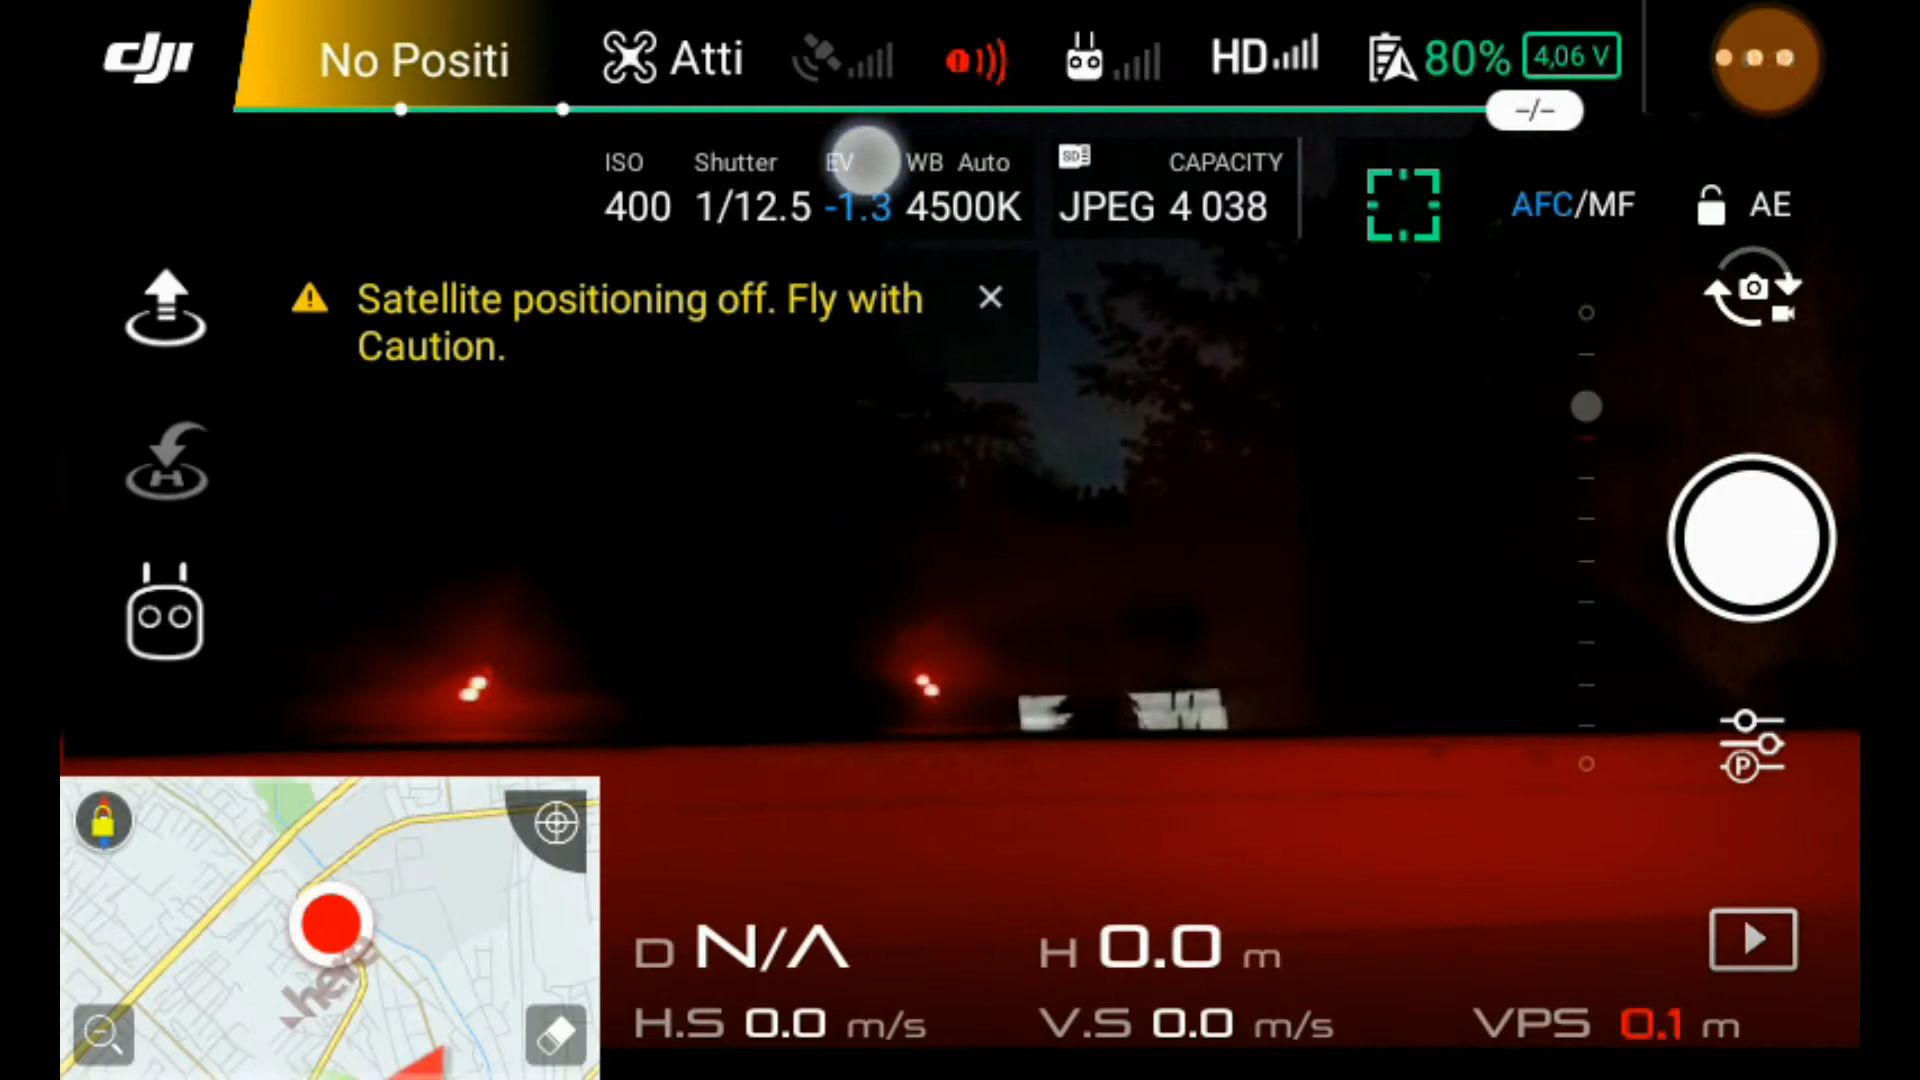 dji
No Positi
Atti
HD
80%
4,06 V
–/–
ISO
Shutter
EV
WB Auto
SD
CAPACITY
400
1/12.5
-1.3
4500K
JPEG
4 038
AFC/MF
AE
Satellite positioning off. Fly with
Caution.
H
P
here
D N/A
H 0.0 m
H.S 0.0 m/s
V.S 0.0 m/s
VPS 0.1 m